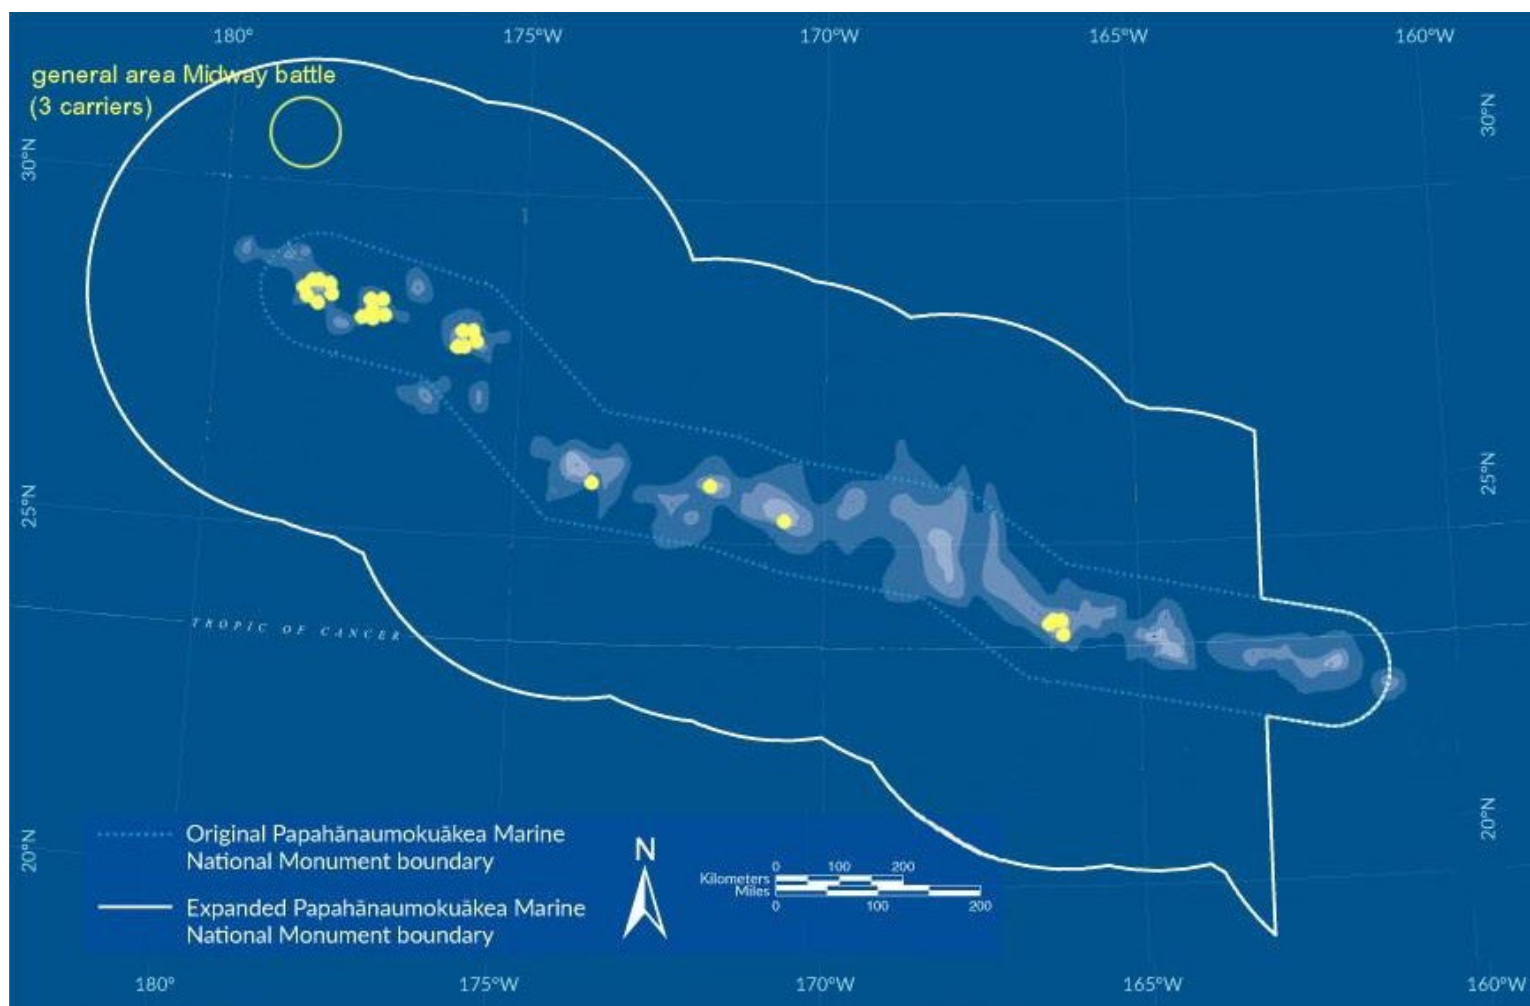 180°
175°W
170°W
165°W
160°W
general area Midway battle
(3 carriers)
30°N
30°N
25°N
25°N
TROPIC OF CANCER
20°N
20°N
Original Papahānaumokuākea Marine
National Monument boundary
Expanded Papahānaumokuākea Marine
National Monument boundary
N
0 100 200
Kilometers
Miles
0 100 200
180°
175°W
170°W
165°W
160°W